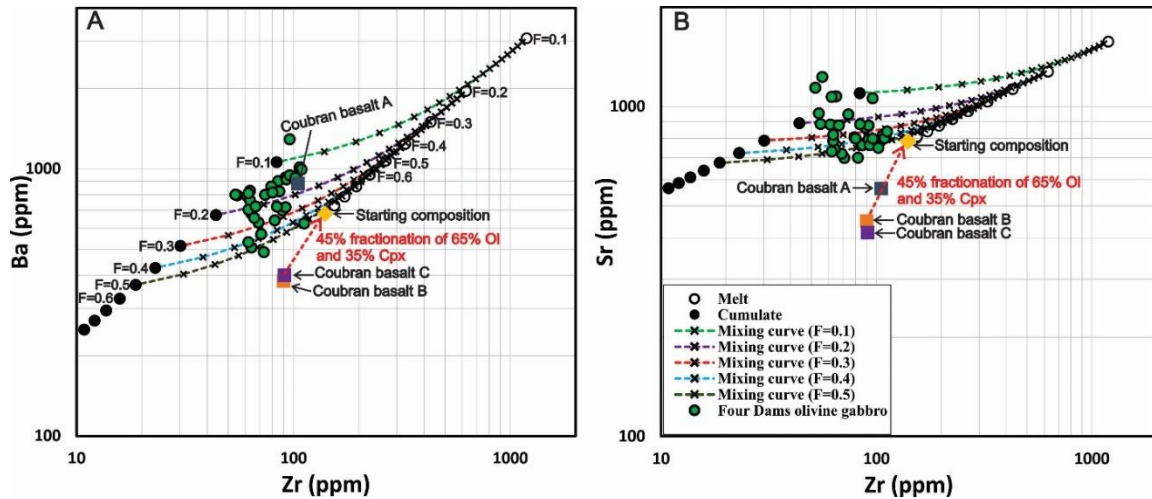 A
Ba (ppm)
1000
100
10
100
1000
Zr (ppm)
Coubran basalt A
F=0.1
F=0.2
F=0.3
F=0.4
F=0.5
F=0.6
F=0.1
F=0.2
F=0.3
F=0.4
F=0.5
F=0.6
Starting composition
45% fractionation of 65% Ol
and 35% Cpx
Coubran basalt C
Coubran basalt B
B
Sr (ppm)
1000
100
10
100
1000
Zr (ppm)
Starting composition
Coubran basalt A
45% fractionation of 65% Ol
and 35% Cpx
Coubran basalt B
Coubran basalt C
Melt
Cumulate
Mixing curve (F=0.1)
Mixing curve (F=0.2)
Mixing curve (F=0.3)
Mixing curve (F=0.4)
Mixing curve (F=0.5)
Four Dams olivine gabbro